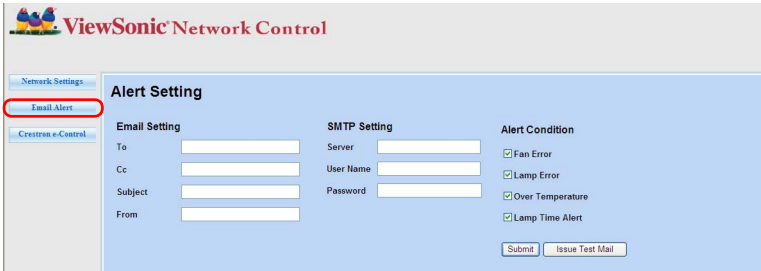 ViewSonic® Network Control
Network Settings
Email Alert
Crestron e-Control
Alert Setting
Email Setting
To
Cc
Subject
From
SMTP Setting
Server
User Name
Password
Alert Condition
Fan Error
Lamp Error
Over Temperature
Lamp Time Alert
Submit
Issue Test Mail